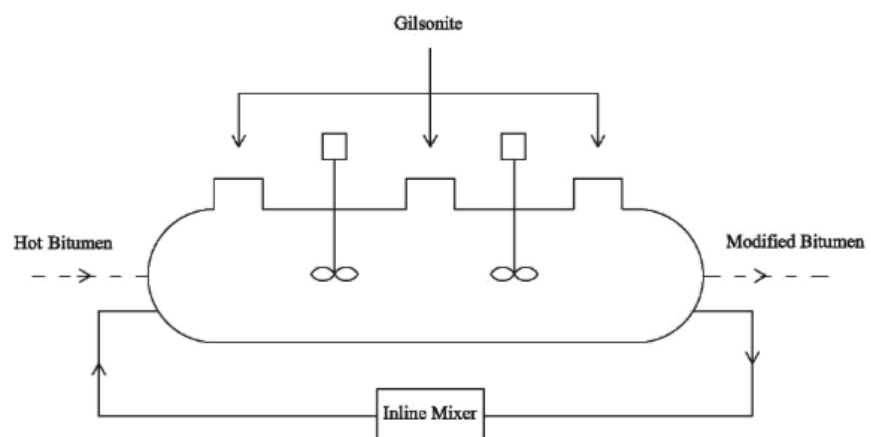 Gilsonite
Hot Bitumen
Modified Bitumen
Inline Mixer